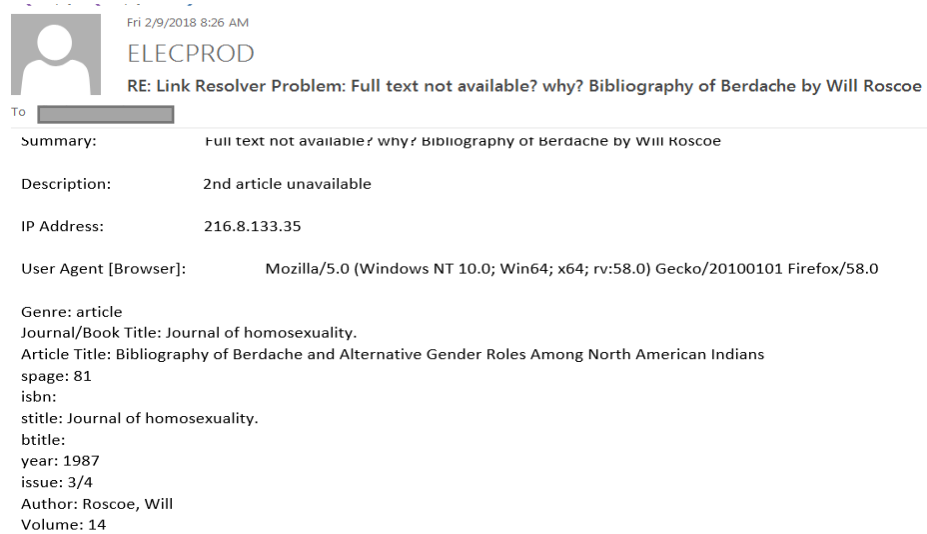 Fri 2/9/2018 8:26 AM
ELECPROD
RE: Link Resolver Problem: Full text not available? why? Bibliography of Berdache by Will Roscoe
To
Summary: Full text not available? why? Bibliography of Berdache by Will Roscoe
Description: 2nd article unavailable
IP Address: 216.8.133.35
User Agent [Browser]: Mozilla/5.0 (Windows NT 10.0; Win64; x64; rv:58.0) Gecko/20100101 Firefox/58.0
Genre: article
Journal/Book Title: Journal of homosexuality.
Article Title: Bibliography of Berdache and Alternative Gender Roles Among North American Indians
spage: 81
isbn:
stitle: Journal of homosexuality.
btitle:
year: 1987
issue: 3/4
Author: Roscoe, Will
Volume: 14